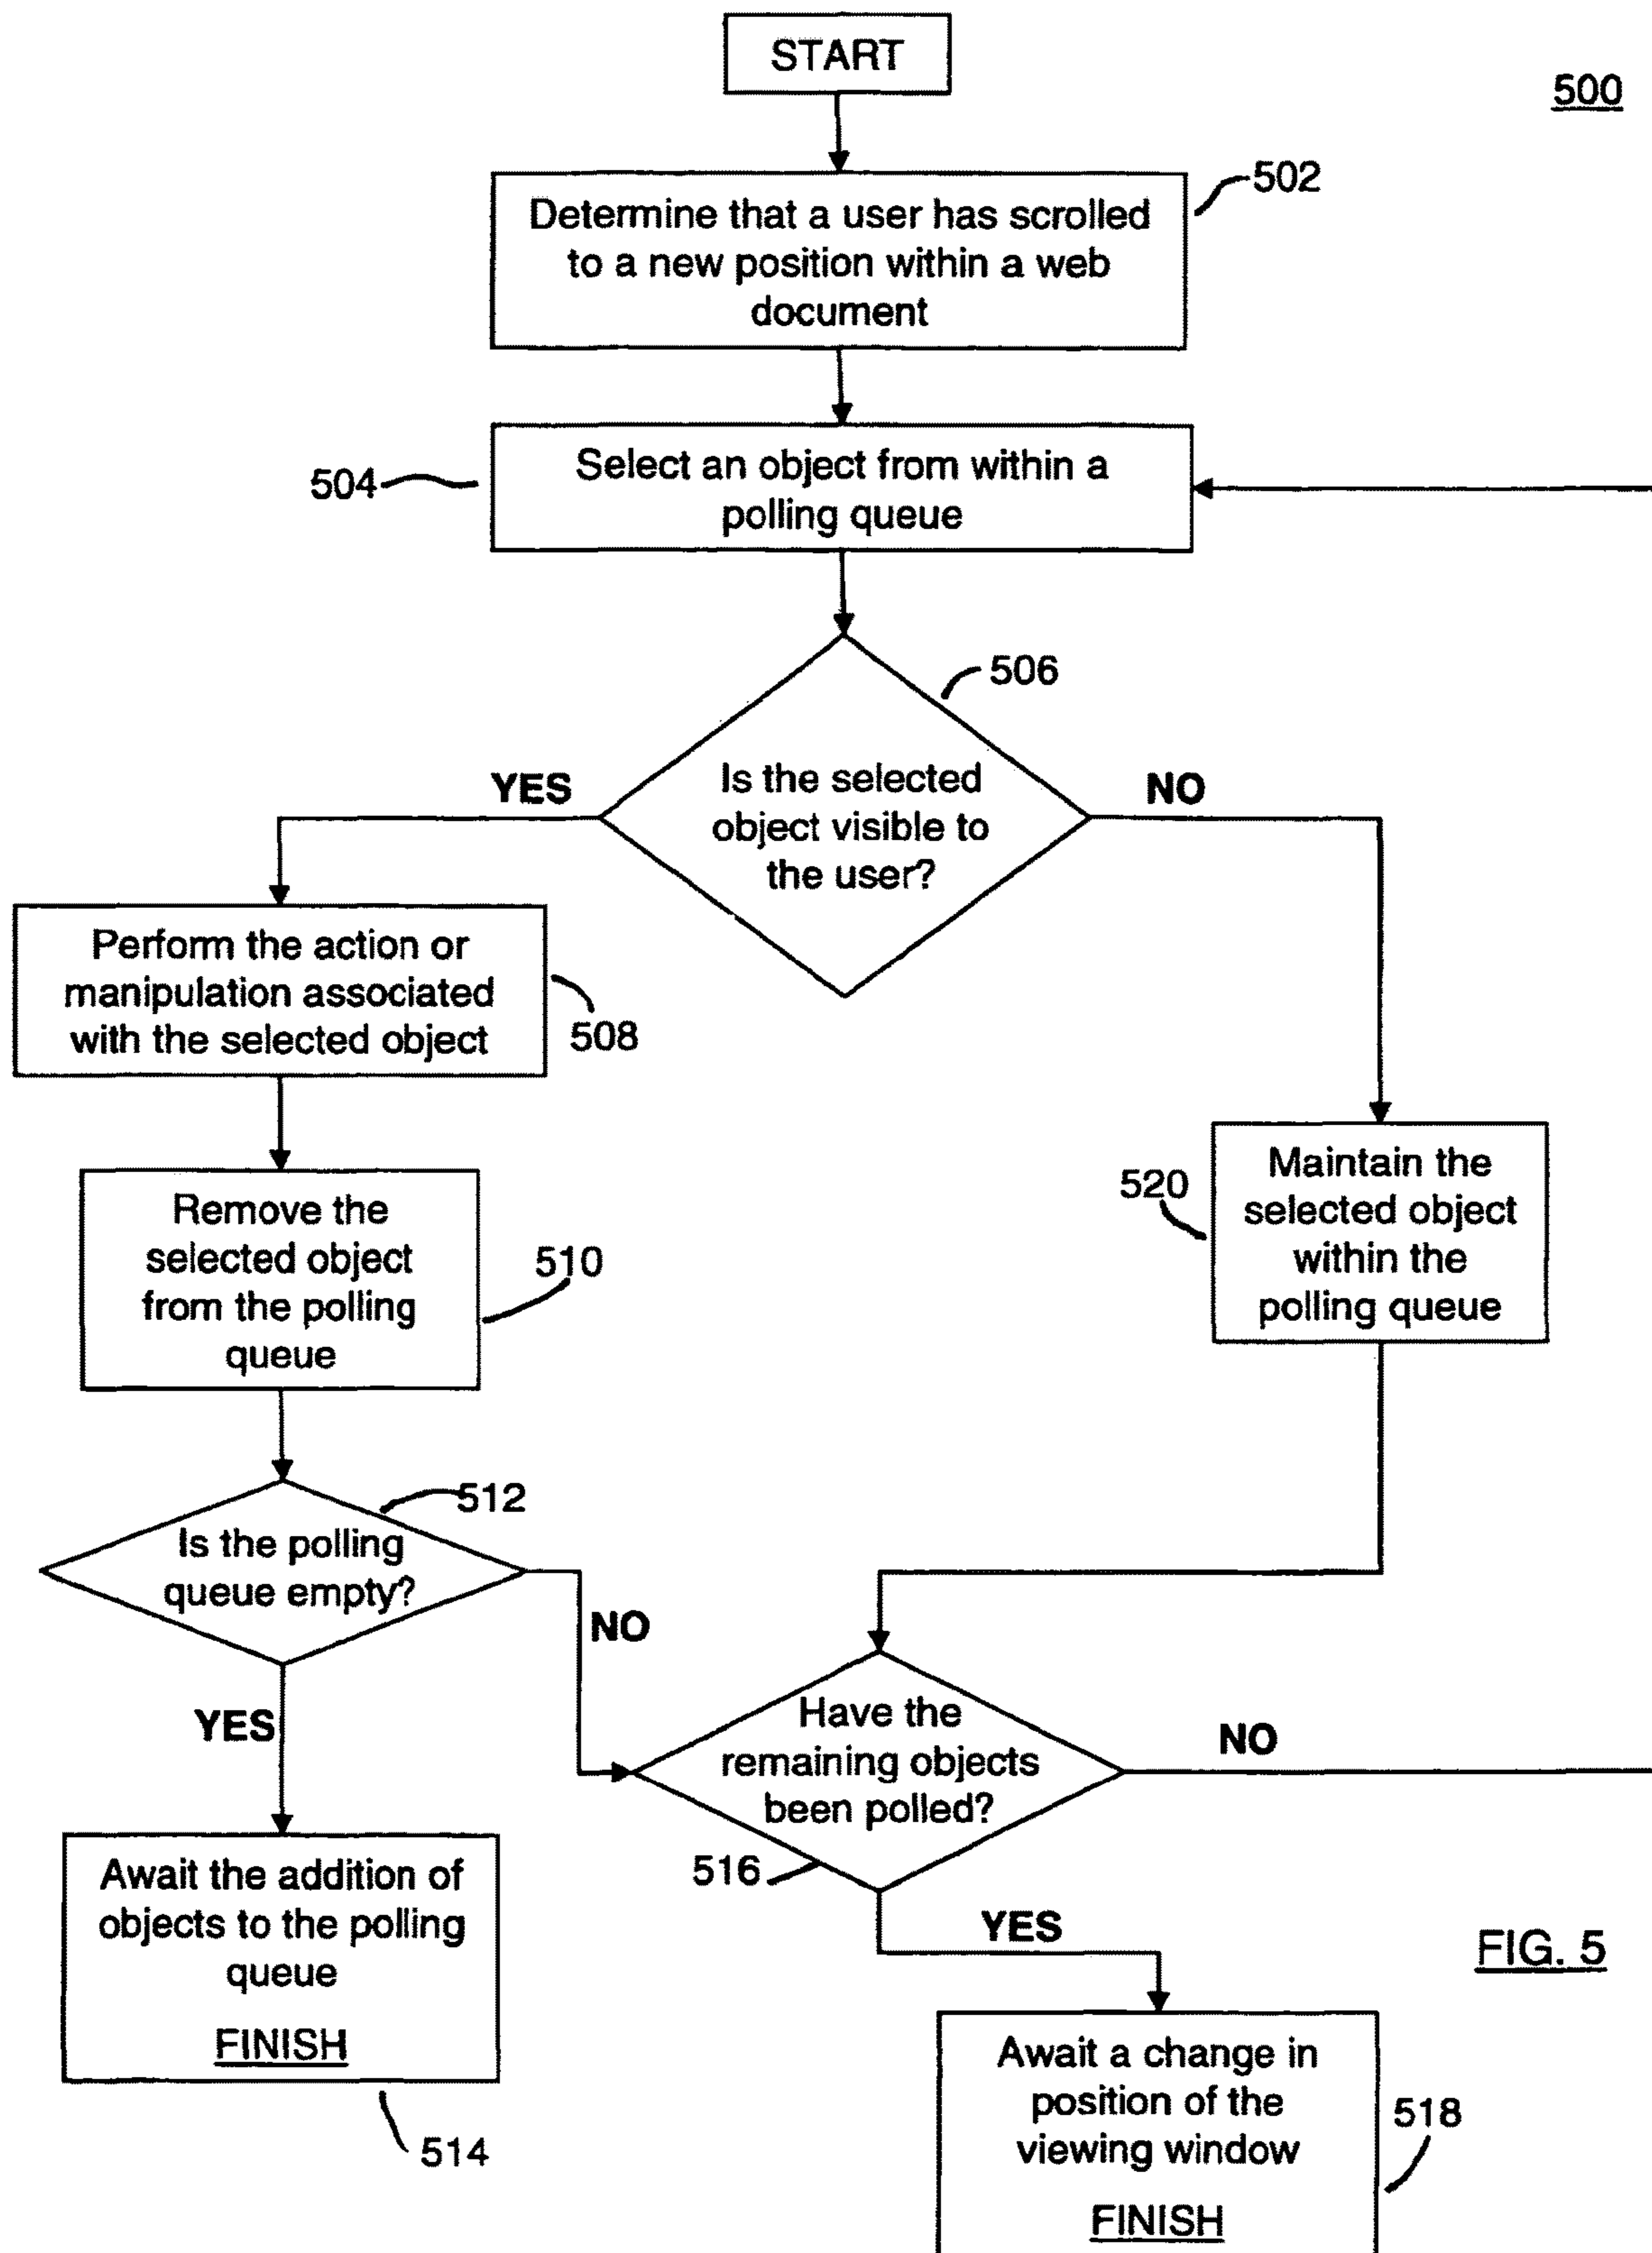 START
500
502
Determine that a user has scrolled
to a new position within a web
document
504
Select an object from within a
polling queue
506
Is the selected
object visible to
the user?
YES
NO
Perform the action or
manipulation associated
with the selected object
508
520
Maintain the
selected object
within the
polling queue
Remove the
selected object
from the polling
queue
510
512
Is the polling
queue empty?
NO
YES
Have the
remaining objects
been polled?
NO
516
YES
Await the addition of
objects to the polling
queue
FINISH
514
FIG. 5
Await a change in
position of the
viewing window
FINISH
518